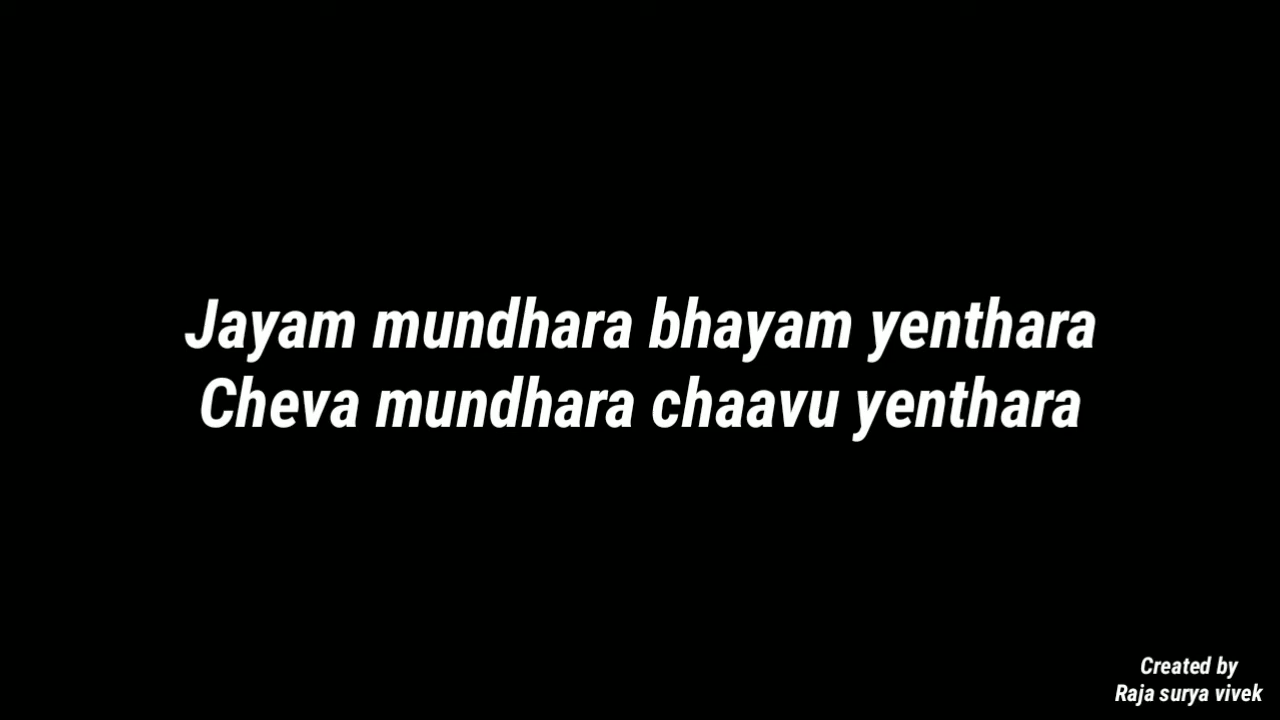 Jayam mundhara bhayam yenthara
Cheva mundhara chaavu yenthara
Created by
Raja surya vivek